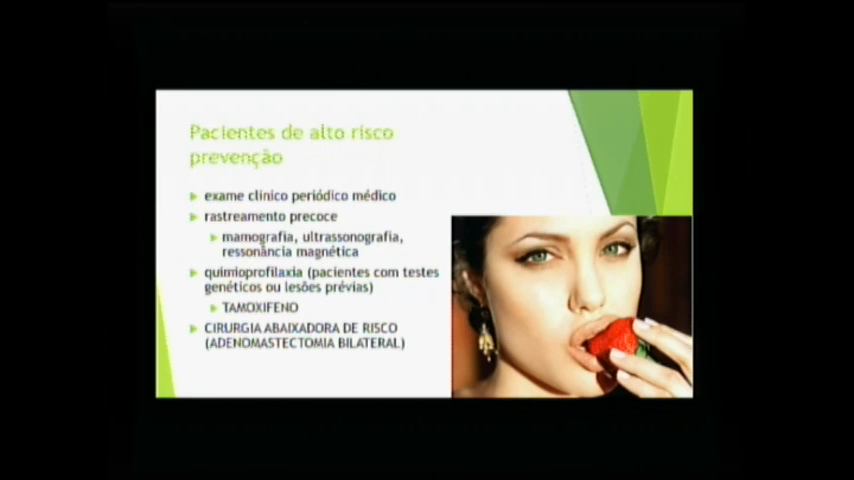 Pacientes de alto risco
prevenção
exame clínico periódico médico
rastreamento precoce
mamografia, ultrassonografia,
ressonância magnética
quimioprofilaxia (pacientes com testes
genéticos ou lesões prévias)
TAMOXIFENO
CIRURGIA ABAIXADORA DE RISCO
(ADENOMASTECTOMIA BILATERAL)